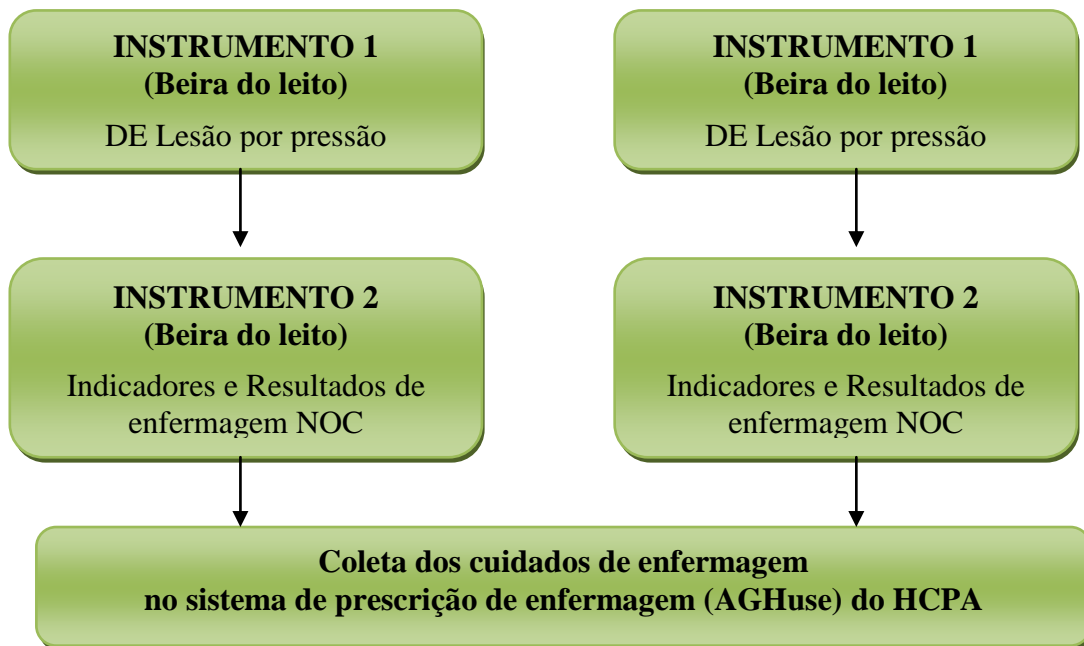 INSTRUMENTO 1
(Beira do leito)
DE Lesão por pressão
INSTRUMENTO 1
(Beira do leito)
DE Lesão por pressão
INSTRUMENTO 2
(Beira do leito)
Indicadores e Resultados de
enfermagem NOC
INSTRUMENTO 2
(Beira do leito)
Indicadores e Resultados de
enfermagem NOC
Coleta dos cuidados de enfermagem
no sistema de prescrição de enfermagem (AGHuse) do HCPA